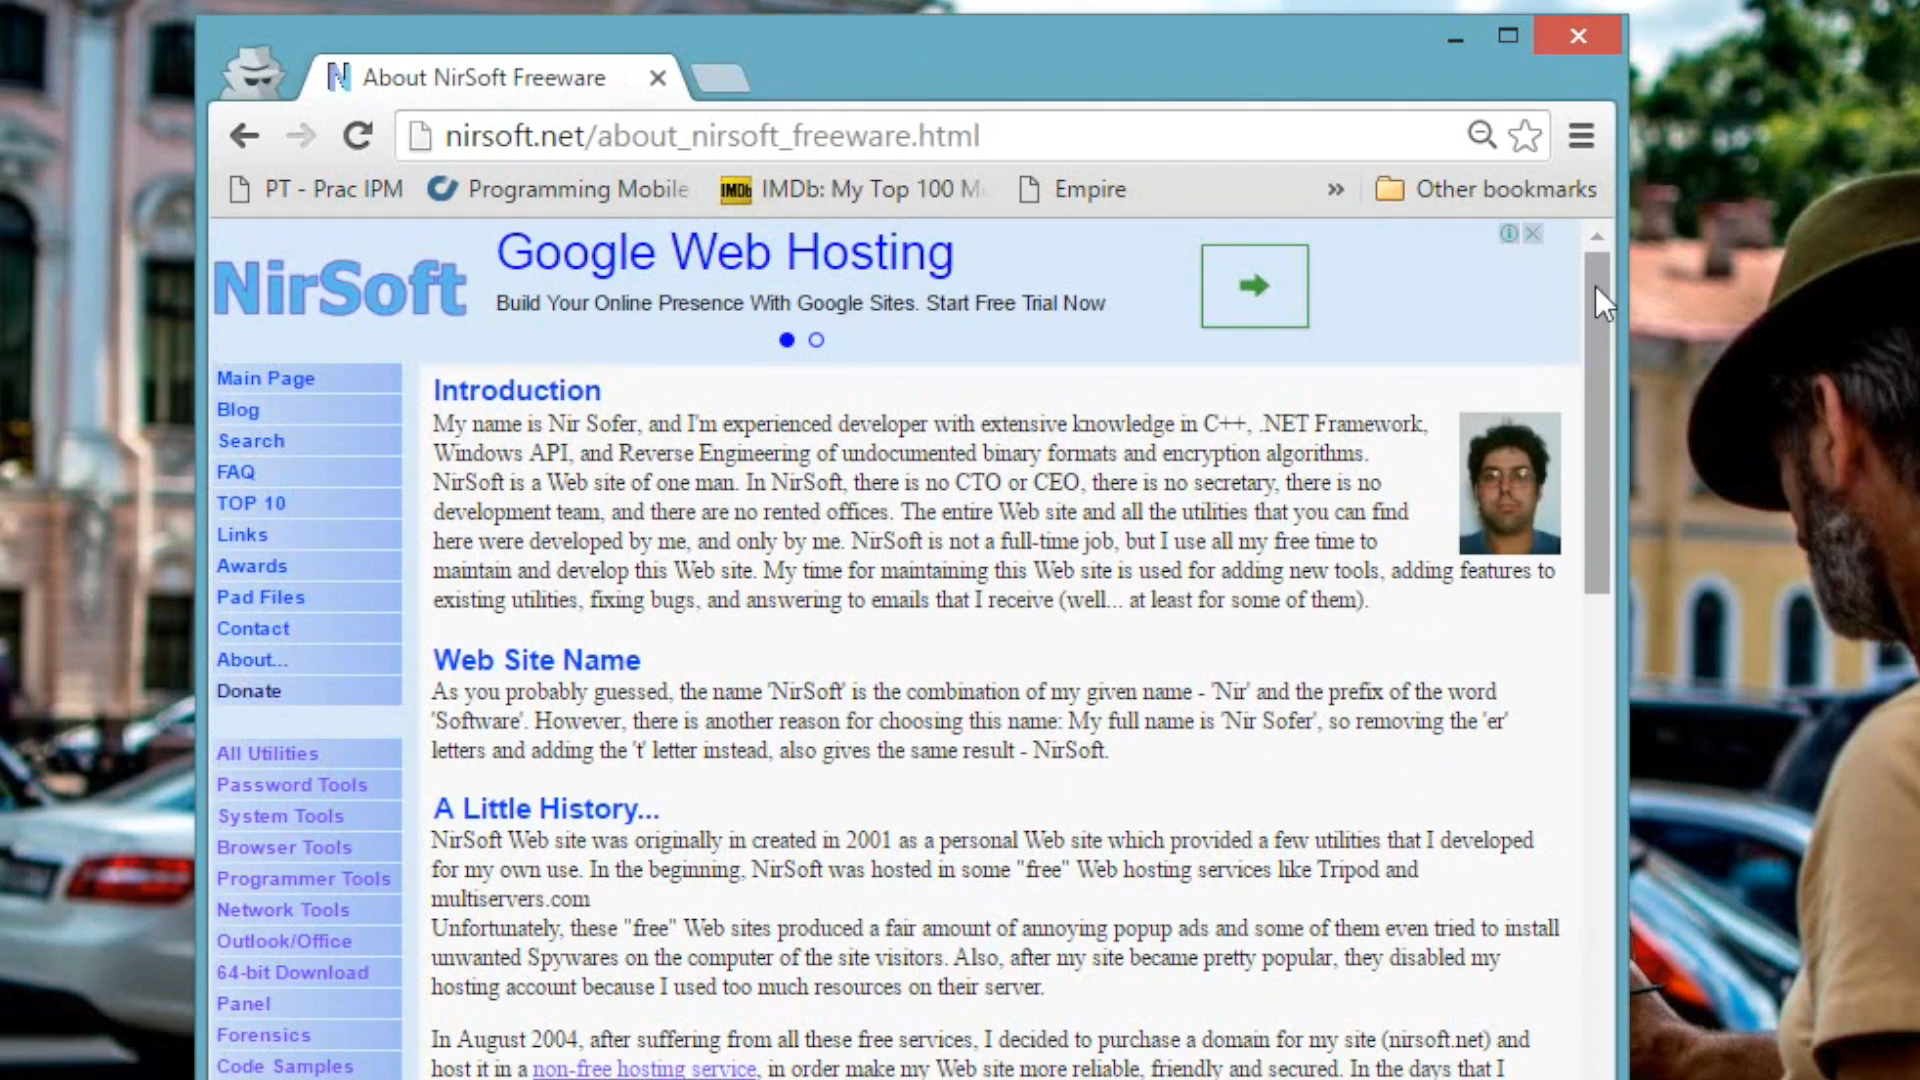 About NirSoft Freeware
nirsoft.net/about_nirsoft_freeware.html
PT - Prac IPM
Programming Mobile
IMDb
IMDb: My Top 100 M
Empire
»
Other bookmarks
NirSoft
Google Web Hosting
Build Your Online Presence With Google Sites. Start Free Trial Now
Main Page
Blog
Search
FAQ
TOP 10
Links
Awards
Pad Files
Contact
About...
Donate
All Utilities
Password Tools
System Tools
Browser Tools
Programmer Tools
Network Tools
Outlook/Office
64-bit Download
Panel
Forensics
Code Samples
Introduction
My name is Nir Sofer, and I'm experienced developer with extensive knowledge in C++, .NET Framework,
Windows API, and Reverse Engineering of undocumented binary formats and encryption algorithms.
NirSoft is a Web site of one man. In NirSoft, there is no CTO or CEO, there is no secretary, there is no
development team, and there are no rented offices. The entire Web site and all the utilities that you can find
here were developed by me, and only by me. NirSoft is not a full-time job, but I use all my free time to
maintain and develop this Web site. My time for maintaining this Web site is used for adding new tools, adding features to
existing utilities, fixing bugs, and answering to emails that I receive (well... at least for some of them).
Web Site Name
As you probably guessed, the name 'NirSoft' is the combination of my given name - 'Nir' and the prefix of the word
'Software'. However, there is another reason for choosing this name: My full name is 'Nir Sofer', so removing the 'er'
letters and adding the 't' letter instead, also gives the same result - NirSoft.
A Little History...
NirSoft Web site was originally in created in 2001 as a personal Web site which provided a few utilities that I developed
for my own use. In the beginning, NirSoft was hosted in some "free" Web hosting services like Tripod and
multiservers.com
Unfortunately, these "free" Web sites produced a fair amount of annoying popup ads and some of them even tried to install
unwanted Spywares on the computer of the site visitors. Also, after my site became pretty popular, they disabled my
hosting account because I used too much resources on their server.
In August 2004, after suffering from all these free services, I decided to purchase a domain for my site (nirsoft.net) and
host it in a non-free hosting service, in order make my Web site more reliable, friendly and secured. In the days that I